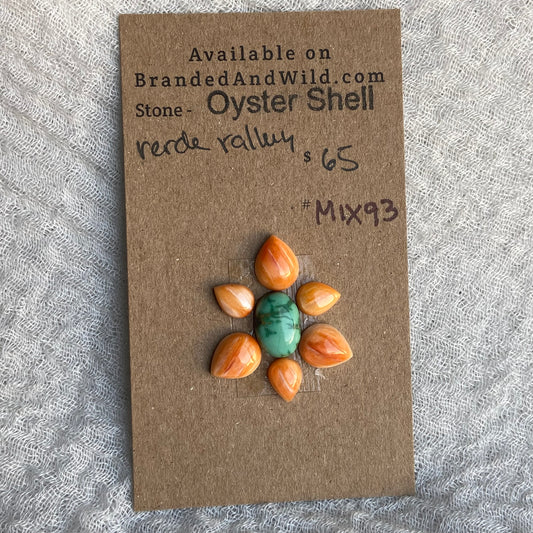 Available on
BrandedAndWild.com
Stone- Oyster Shell
verde valley $65
#MIX93